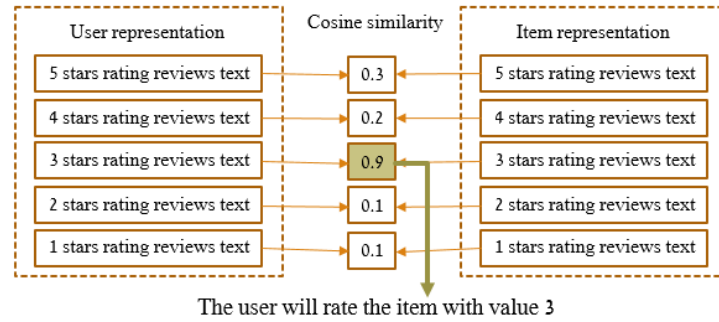 User representation
Cosine similarity
Item representation
5 stars rating reviews text
0.3
5 stars rating reviews text
4 stars rating reviews text
0.2
4 stars rating reviews text
3 stars rating reviews text
0.9
3 stars rating reviews text
2 stars rating reviews text
0.1
2 stars rating reviews text
1 stars rating reviews text
0.1
1 stars rating reviews text
The user will rate the item with value 3